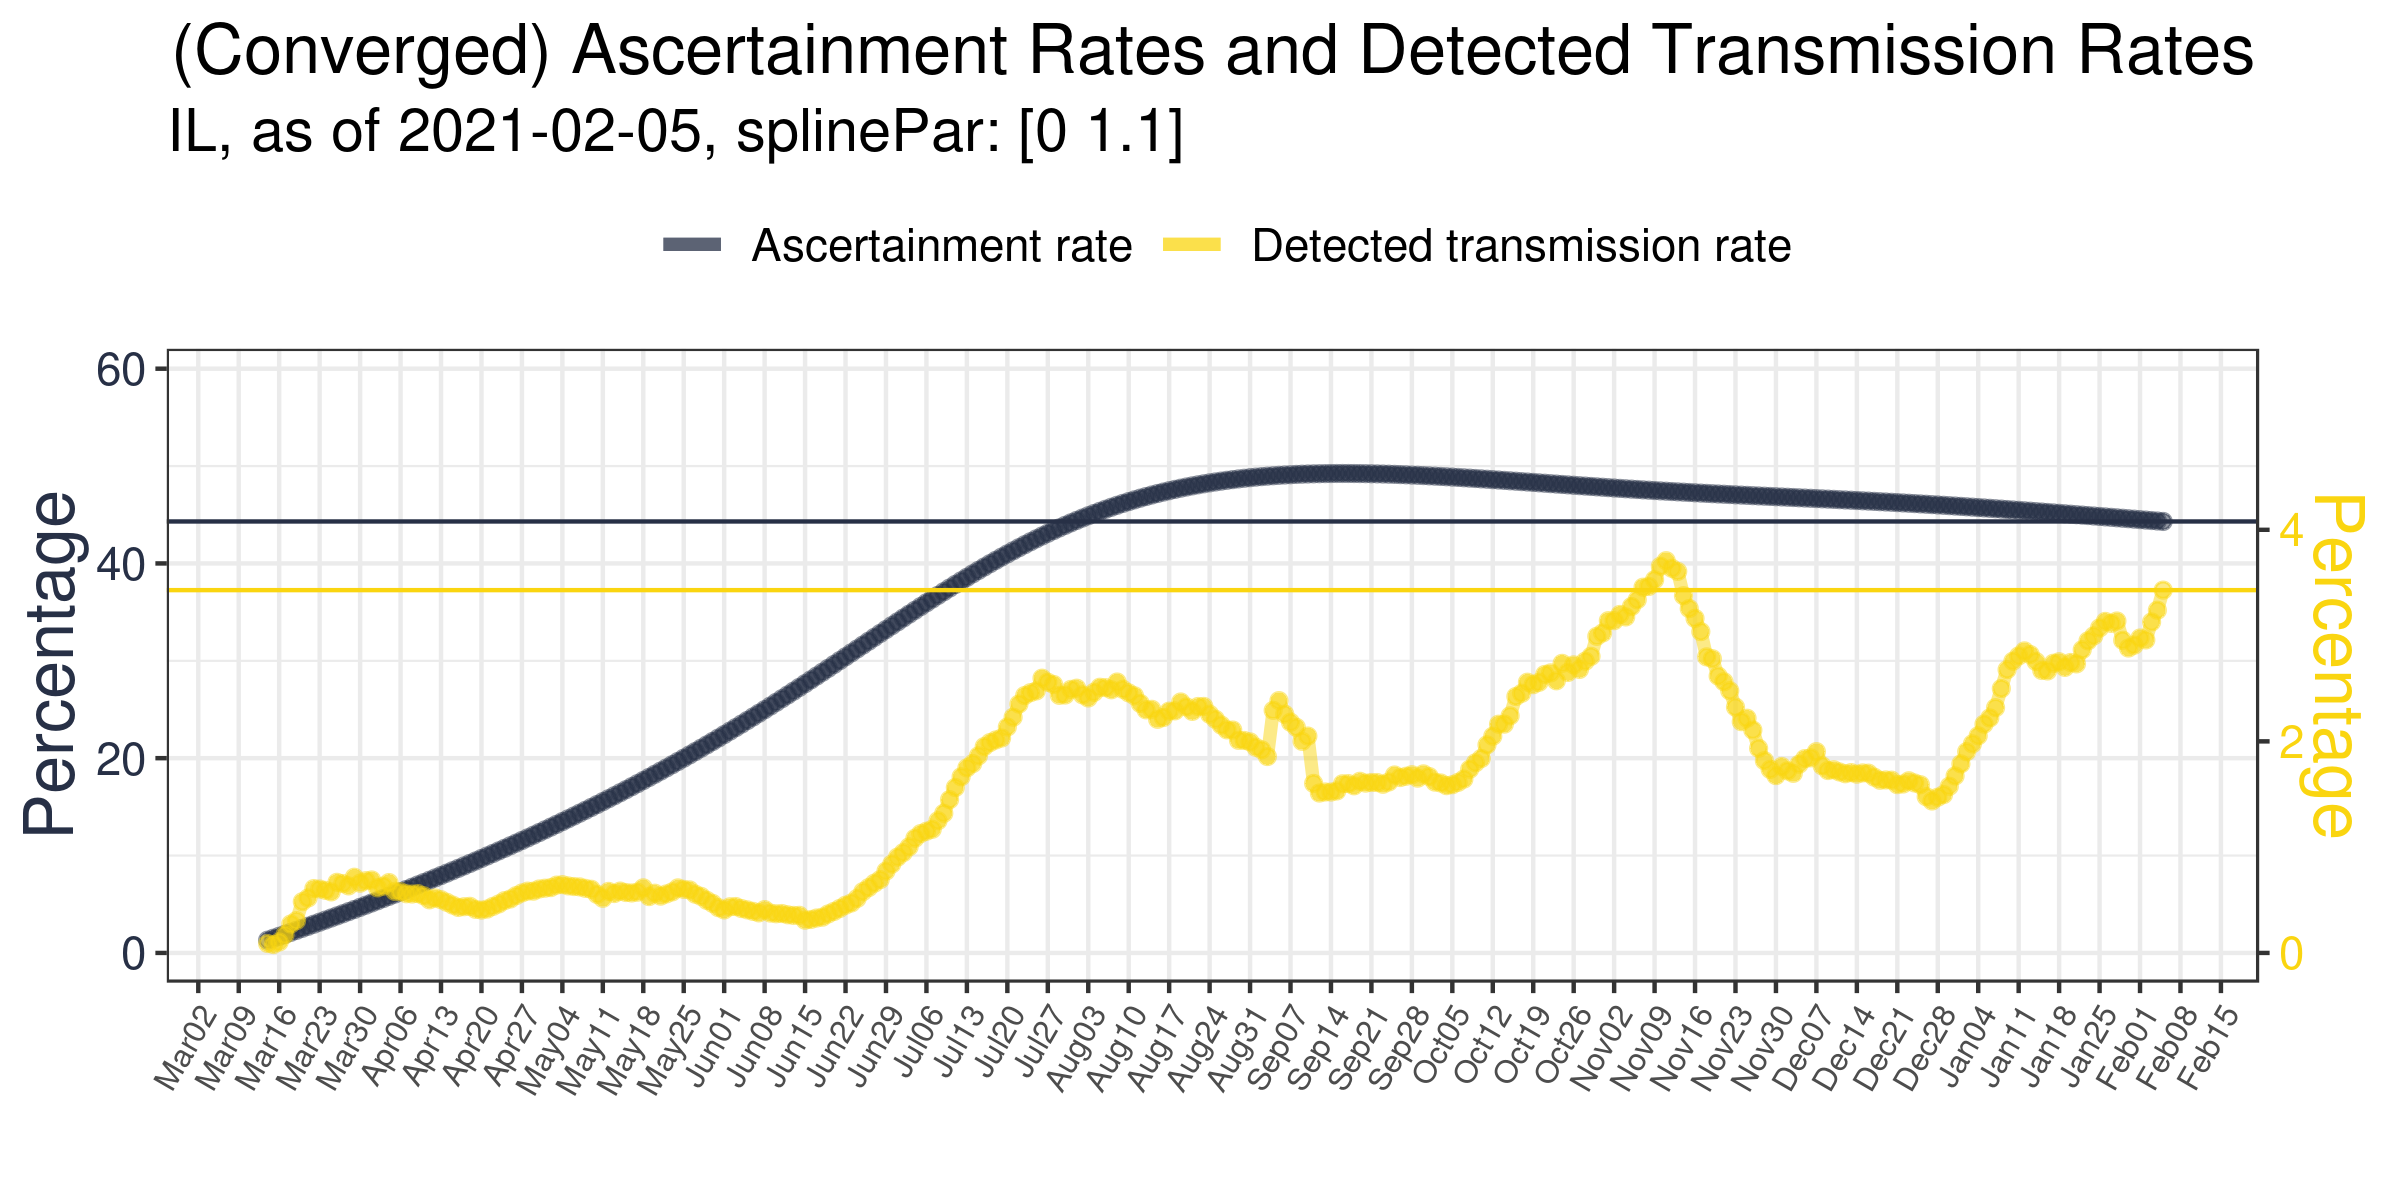 (Converged) Ascertainment Rates and Detected Transmission Rates
IL, as of 2021-02-05, splinePar: [0 1.1]
Ascertainment rate
Detected transmission rate
Percentage
60
40
20
0
4
2
0
Percentage
Mar02
Mar09
Mar16
Mar23
Mar30
Apr06
Apr13
Apr20
Apr27
May04
May11
May18
May25
Jun01
Jun08
Jun15
Jun22
Jun29
Jul06
Jul13
Jul20
Jul27
Aug03
Aug10
Aug17
Aug24
Aug31
Sep07
Sep14
Sep21
Sep28
Oct05
Oct12
Oct19
Oct26
Nov02
Nov09
Nov16
Nov23
Nov30
Dec07
Dec14
Dec21
Dec28
Jan04
Jan11
Jan18
Jan25
Feb01
Feb08
Feb15